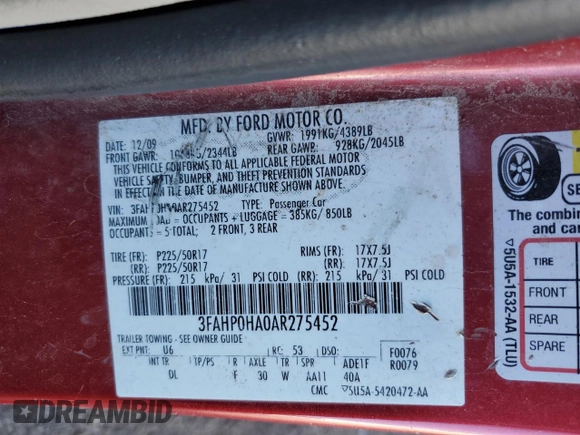 MFD. BY FORD MOTOR CO.
DATE: 12/09 GVWR: 1991KG/4389LB
FRONT GAWR: 2344LB REAR GAWR: 928KG/2045LB
THIS VEHICLE CONFORMS TO ALL APPLICABLE FEDERAL MOTOR
VEHICLE SAFETY, BUMPER, AND THEFT PREVENTION STANDARDS
IN EFFECT ON THE DATE OF MANUFACTURE SHOWN ABOVE.
VIN: 3FAHP0HA0AR275452 TYPE: Passenger Car
MAXIMUM LOAD = OCCUPANTS + LUGGAGE = 385KG/ 850LB
OCCUPANTS = 5 TOTAL; 2 FRONT, 3 REAR
TIRE (FR): P225/50R17 RIMS (FR): 17X7.5J
(RR): P225/50R17 (RR): 17X7.5J
PRESSURE (FR): 215 kPA/ 31 PSI COLD (RR): 215 kPA/ 31 PSI COLD
3FAHP0HA0AR275452
TRAILER TOWING - SEE OWNER GUIDE
EXT PNT: U6 RC: 53 DSO: F0076
INT TR TP/PS R AXLE TR SPR ADE1F R0079
DL F 30 W AA11 40A
CMC ▽5U5A-5420472-AA
The combine
and car
TIRE
FRONT
REAR
SPARE
▽5U5A-1532-AA (TLU)
DREAMBID